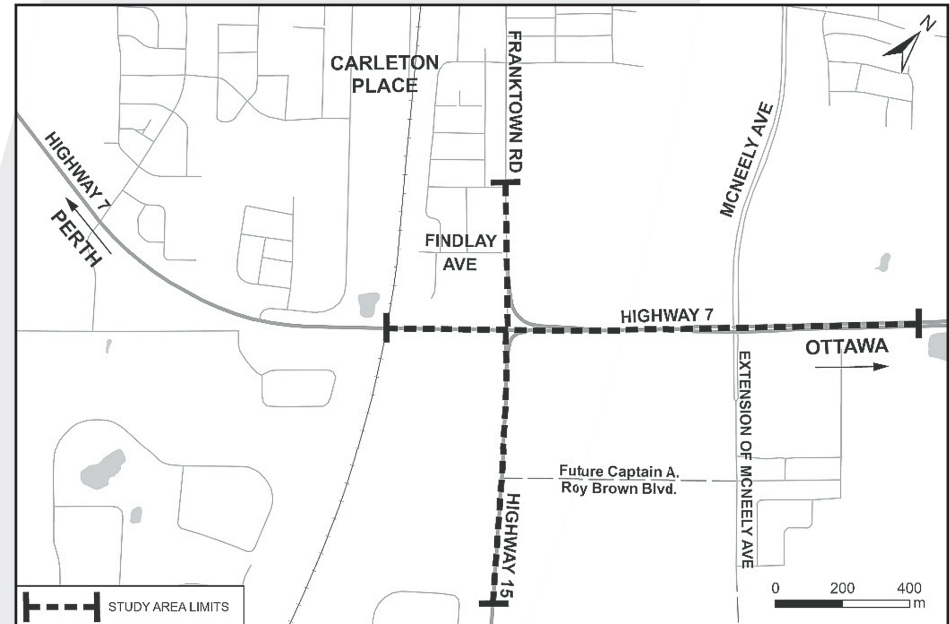 N
CARLETON
PLACE
FRANKTOWN RD
MCNEELY AVE
HIGHWAY 7
PERTH
FINDLAY
AVE
HIGHWAY 7
OTTAWA
EXTENSION OF MCNEELY AVE
Future Captain A.
Roy Brown Blvd.
HIGHWAY 15
STUDY AREA LIMITS
0 200 400
m